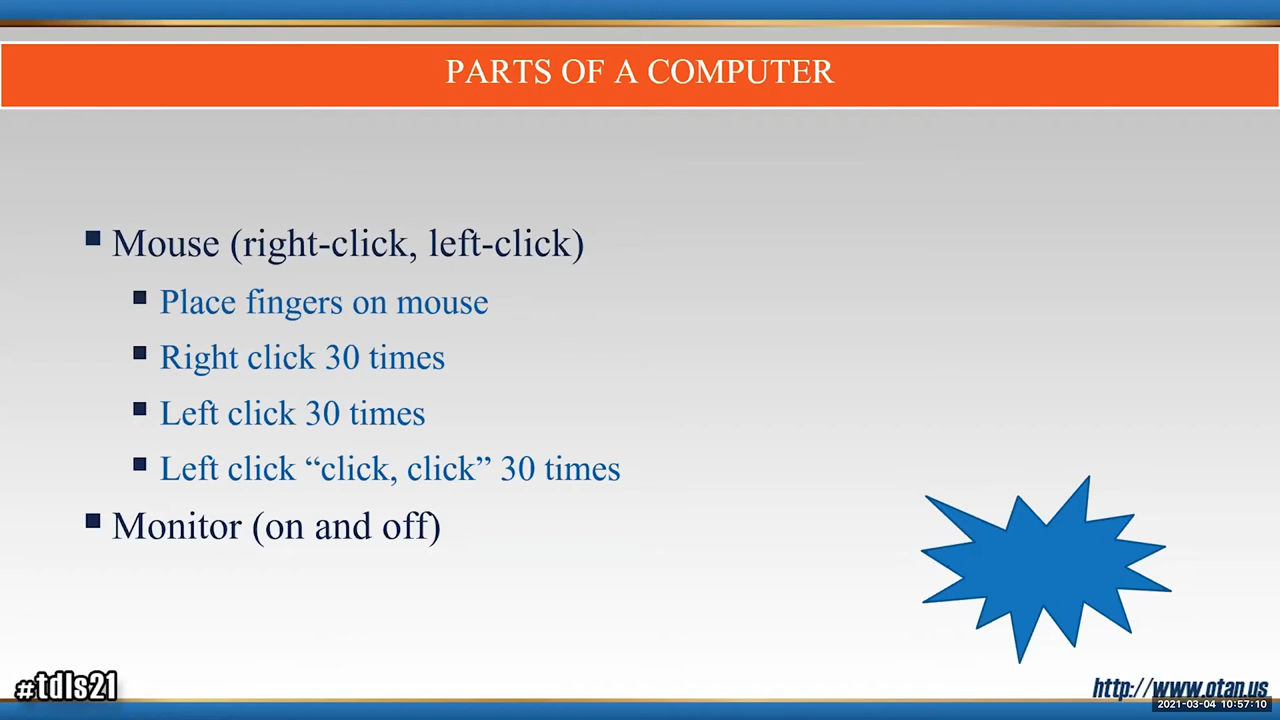 PARTS OF A COMPUTER
Mouse (right-click, left-click)
Place fingers on mouse
Right click 30 times
Left click 30 times
Left click “click, click” 30 times
Monitor (on and off)
#tdls21
http://www.otan.us
2021-03-04 10:57:10